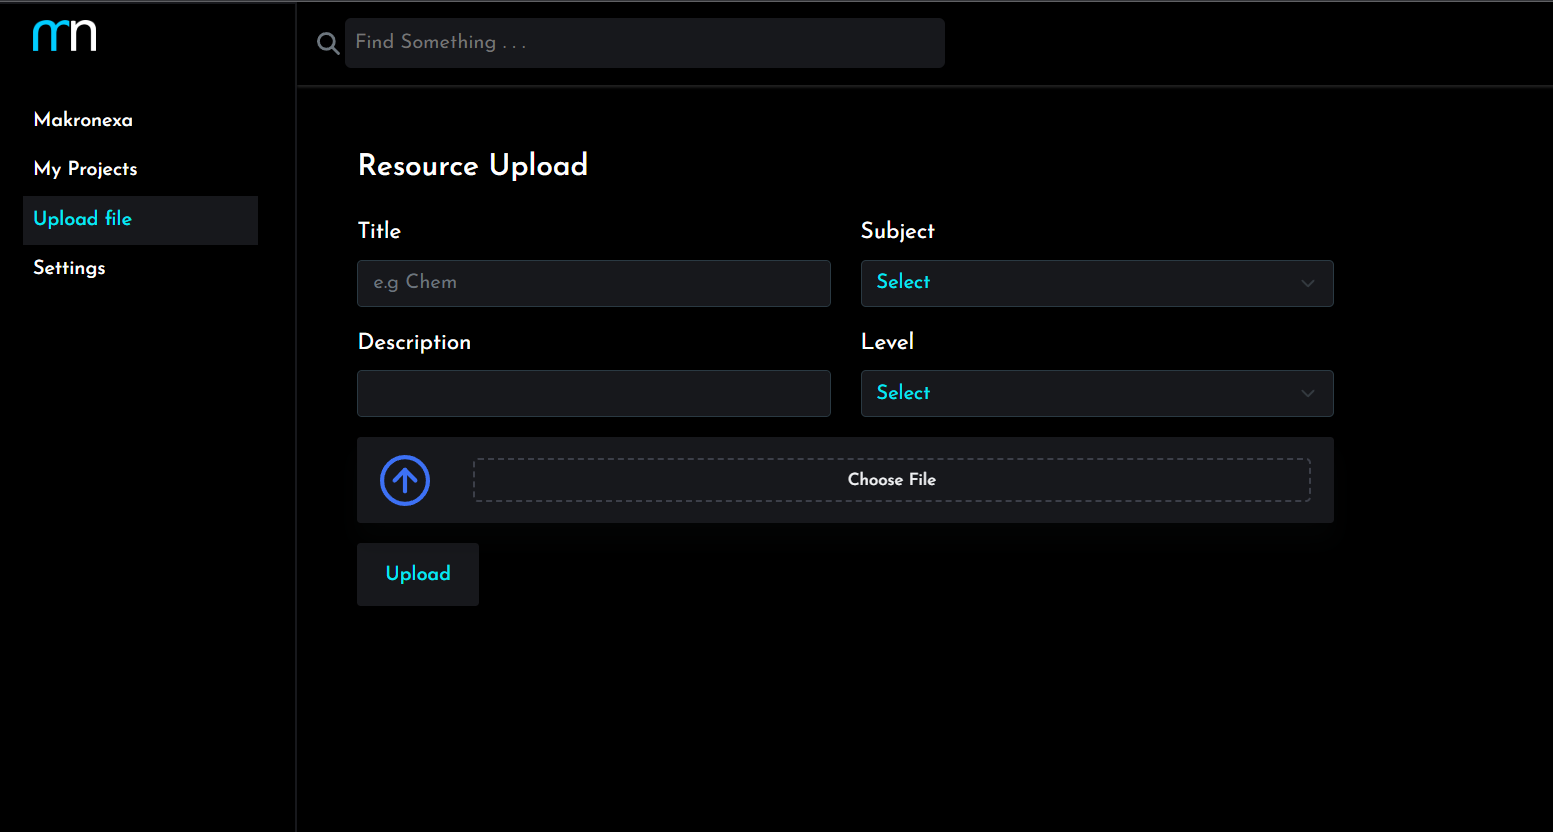 mn
Find Something . . .
Makronexa
My Projects
Upload file
Settings
Resource Upload
Title
Subject
e.g Chem
Select
Description
Level
Select
Choose File
Upload